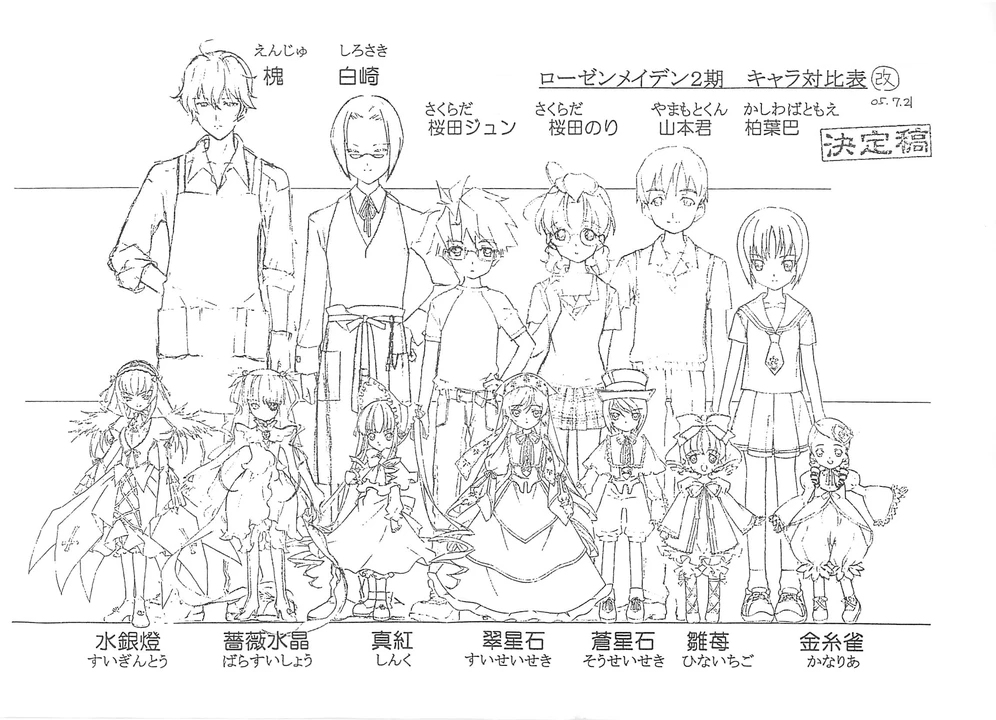 えんじゅ しろさき
槐 白崎
ローゼンメイデン2期 キャラ対比表 改
05.7.21
さくらだ さくらだ やまもとくん かしわばともえ
桜田ジュン 桜田のり 山本君 柏葉巴
決定稿
水銀燈 薔薇水晶 真紅 翠星石 蒼星石 雛苺 金糸雀
すいぎんとう ばらすいしょう しんく すいせいせき そうせいせき ひないちご かなりあ